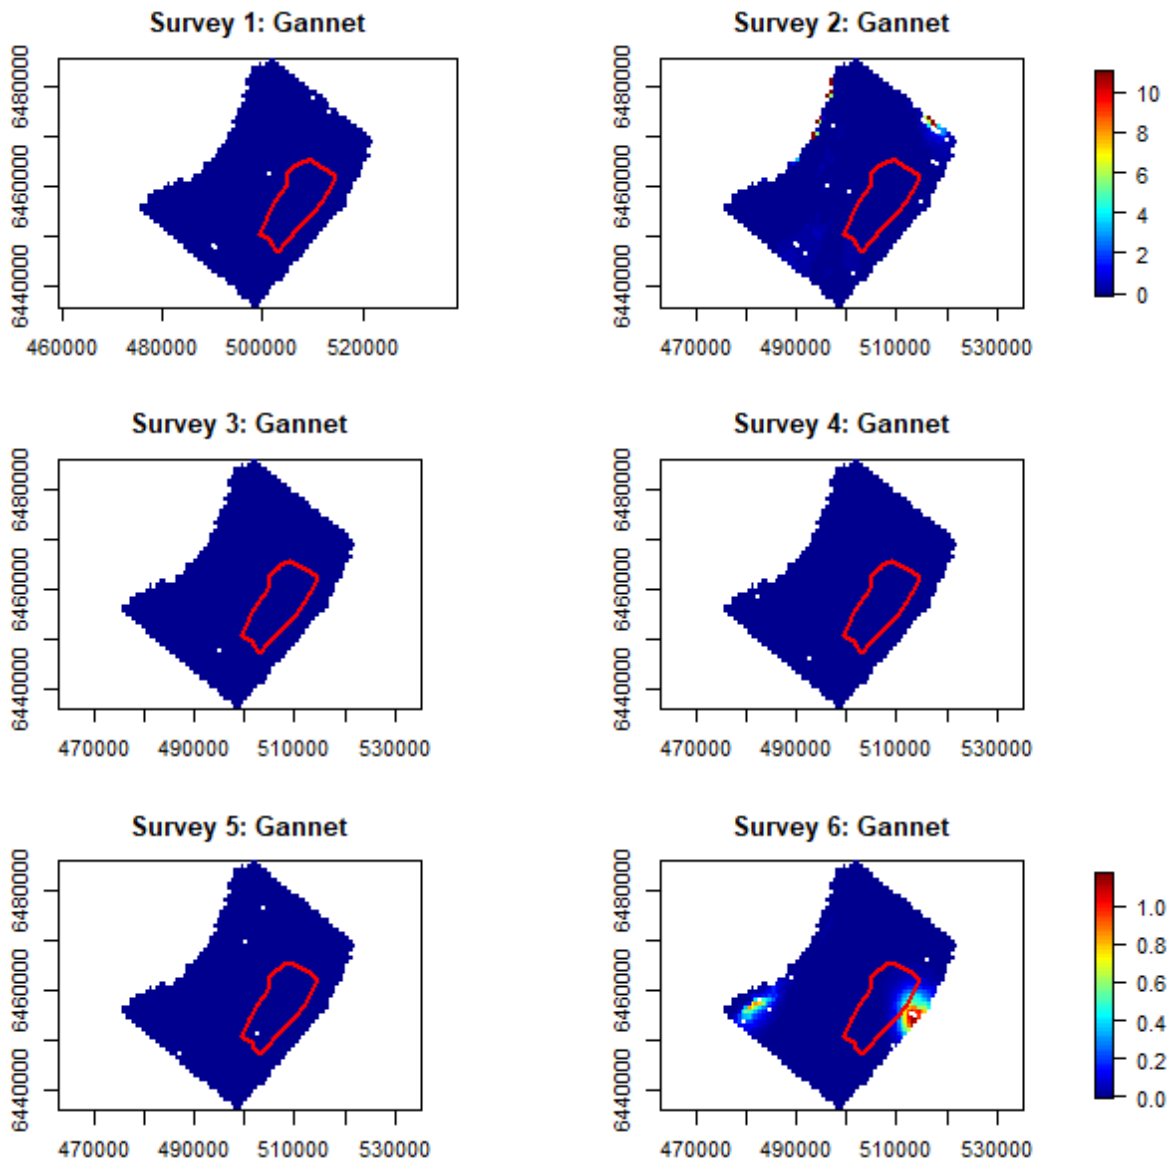 Survey 1: Gannet
6440000 6460000 6480000
460000 480000 500000 520000
Survey 2: Gannet
6440000 6460000 6480000
470000 490000 510000 530000
10
8
6
4
2
0
Survey 3: Gannet
6440000 6460000 6480000
470000 490000 510000 530000
Survey 4: Gannet
6440000 6460000 6480000
470000 490000 510000 530000
Survey 5: Gannet
6440000 6460000 6480000
470000 490000 510000 530000
Survey 6: Gannet
6440000 6460000 6480000
470000 490000 510000 530000
1.0
0.8
0.6
0.4
0.2
0.0